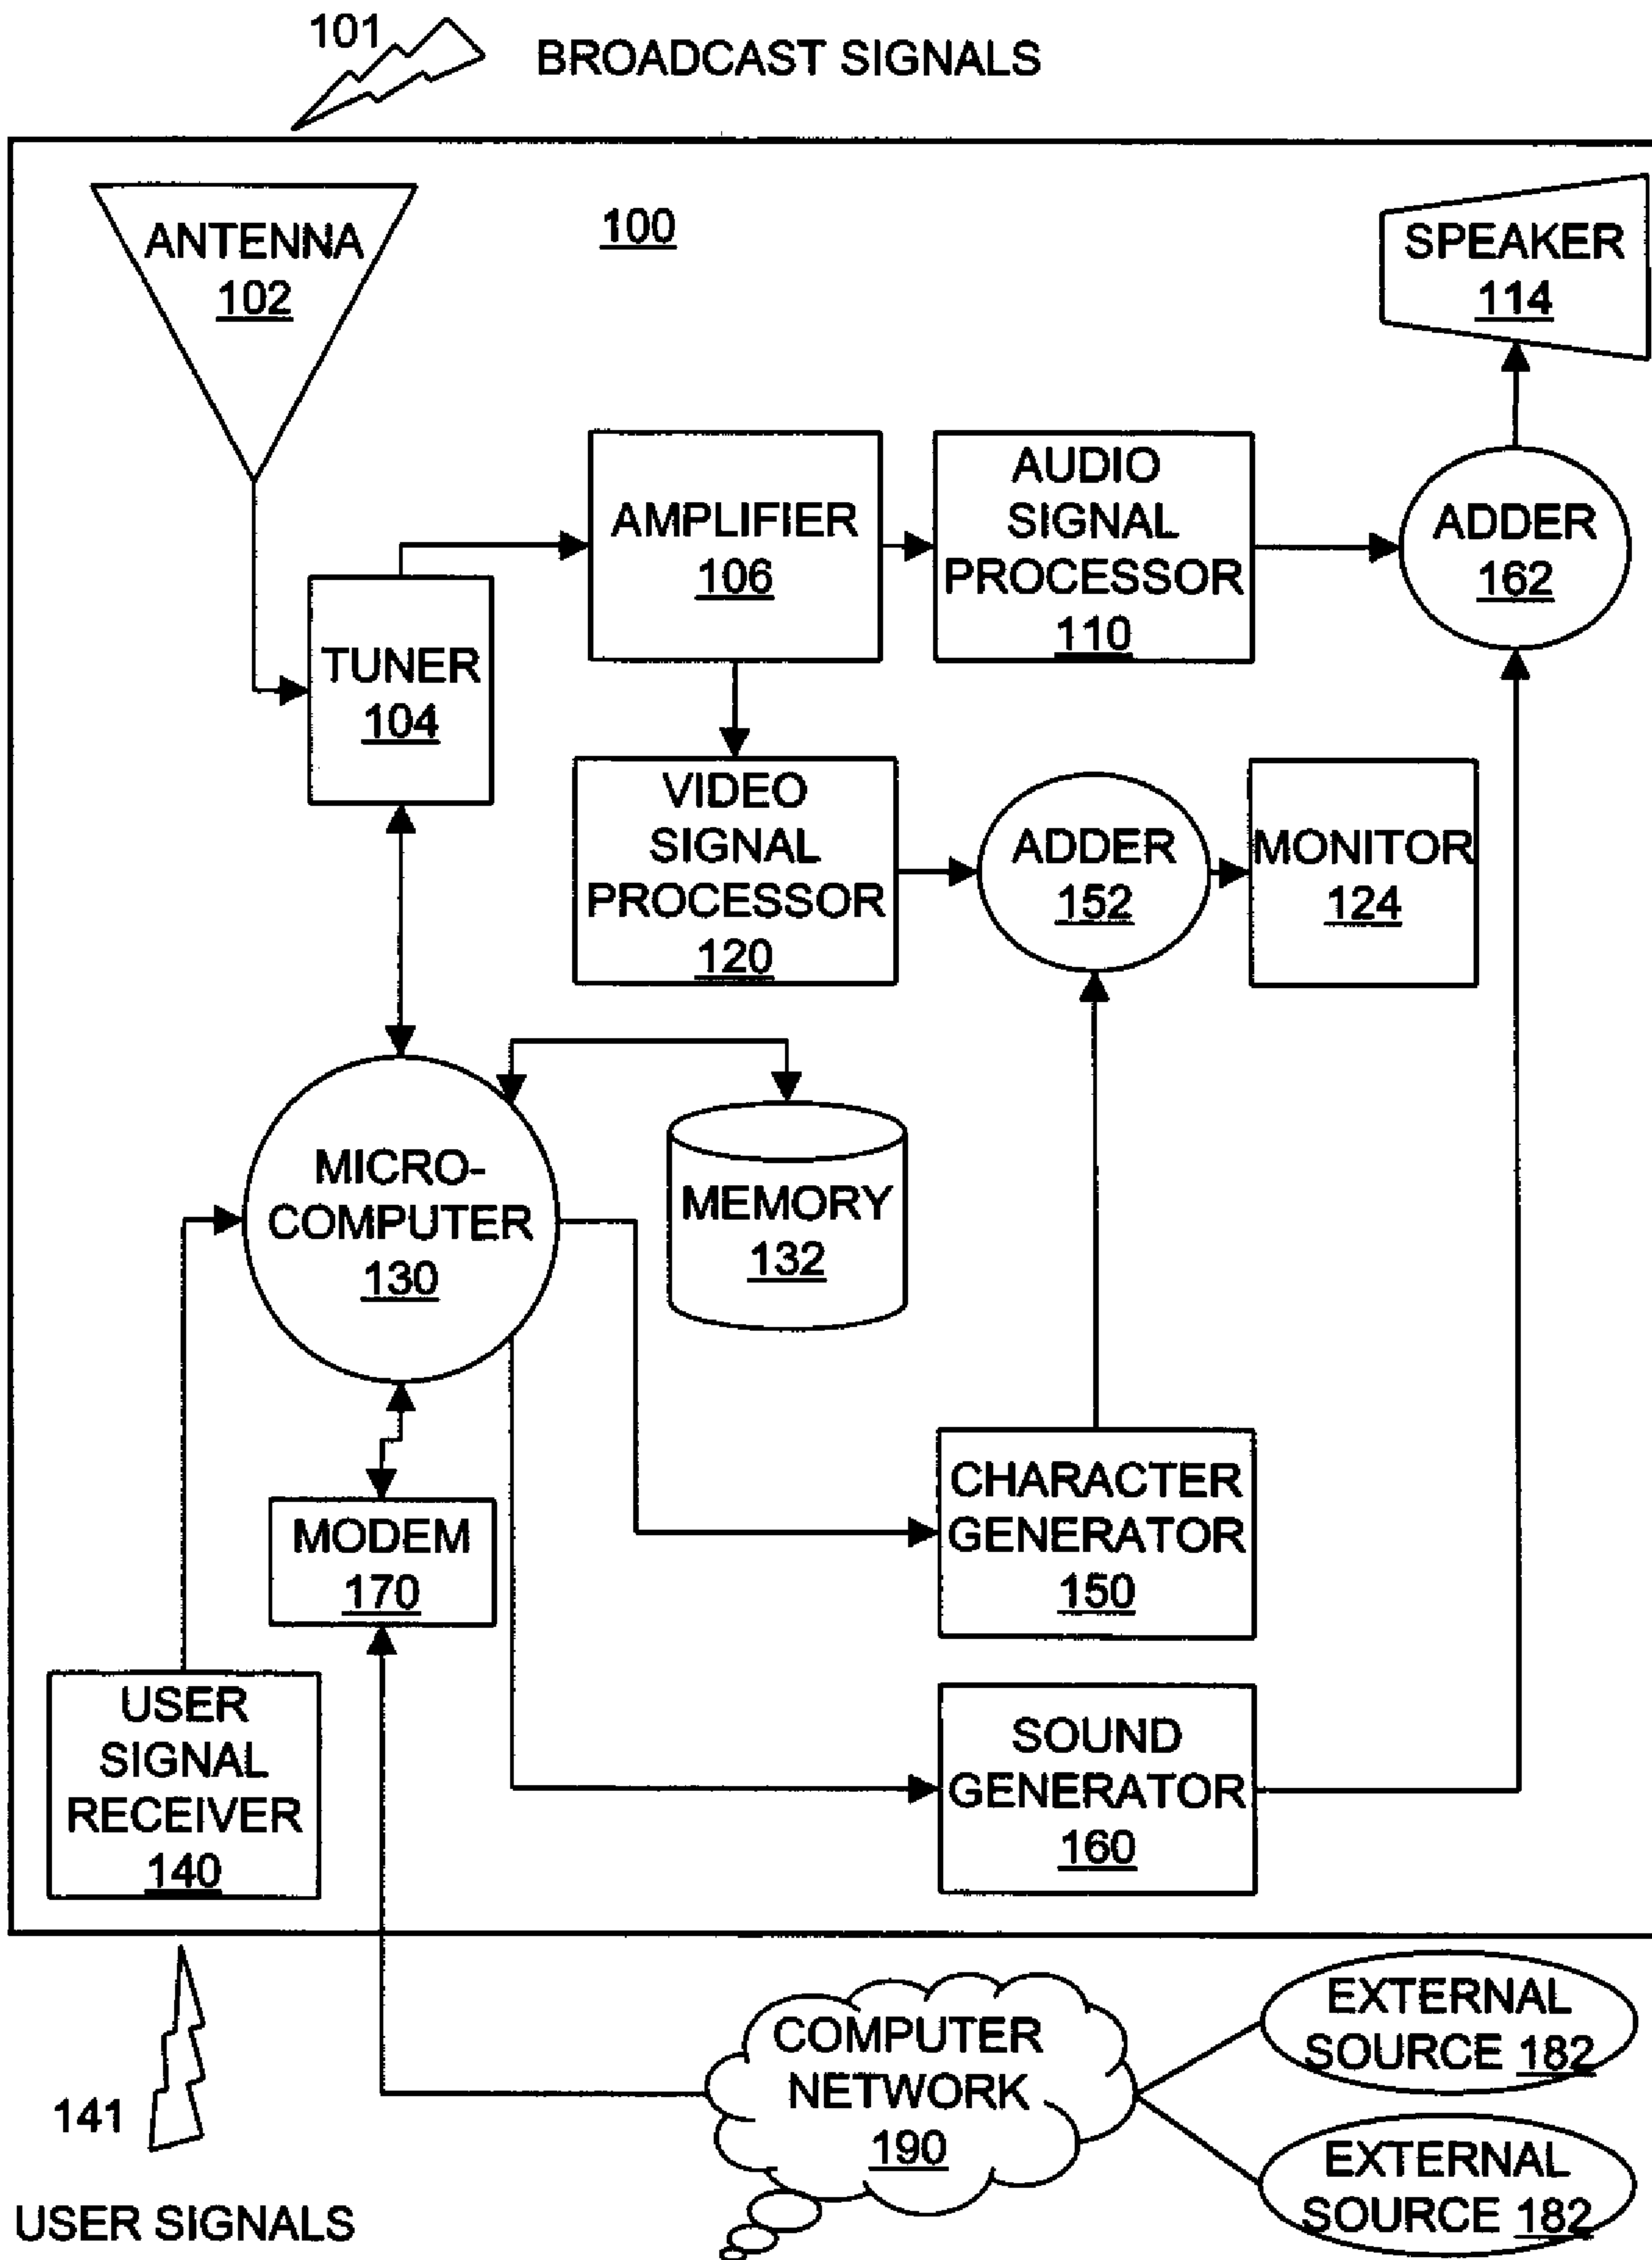 101
BROADCAST SIGNALS
ANTENNA
102
100
SPEAKER
114
AMPLIFIER
106
AUDIO
SIGNAL
PROCESSOR
110
ADDER
162
TUNER
104
VIDEO
SIGNAL
PROCESSOR
120
ADDER
152
MONITOR
124
MICRO-
COMPUTER
130
MEMORY
132
MODEM
170
CHARACTER
GENERATOR
150
USER
SIGNAL
RECEIVER
140
SOUND
GENERATOR
160
141
USER SIGNALS
COMPUTER
NETWORK
190
EXTERNAL
SOURCE 182
EXTERNAL
SOURCE 182